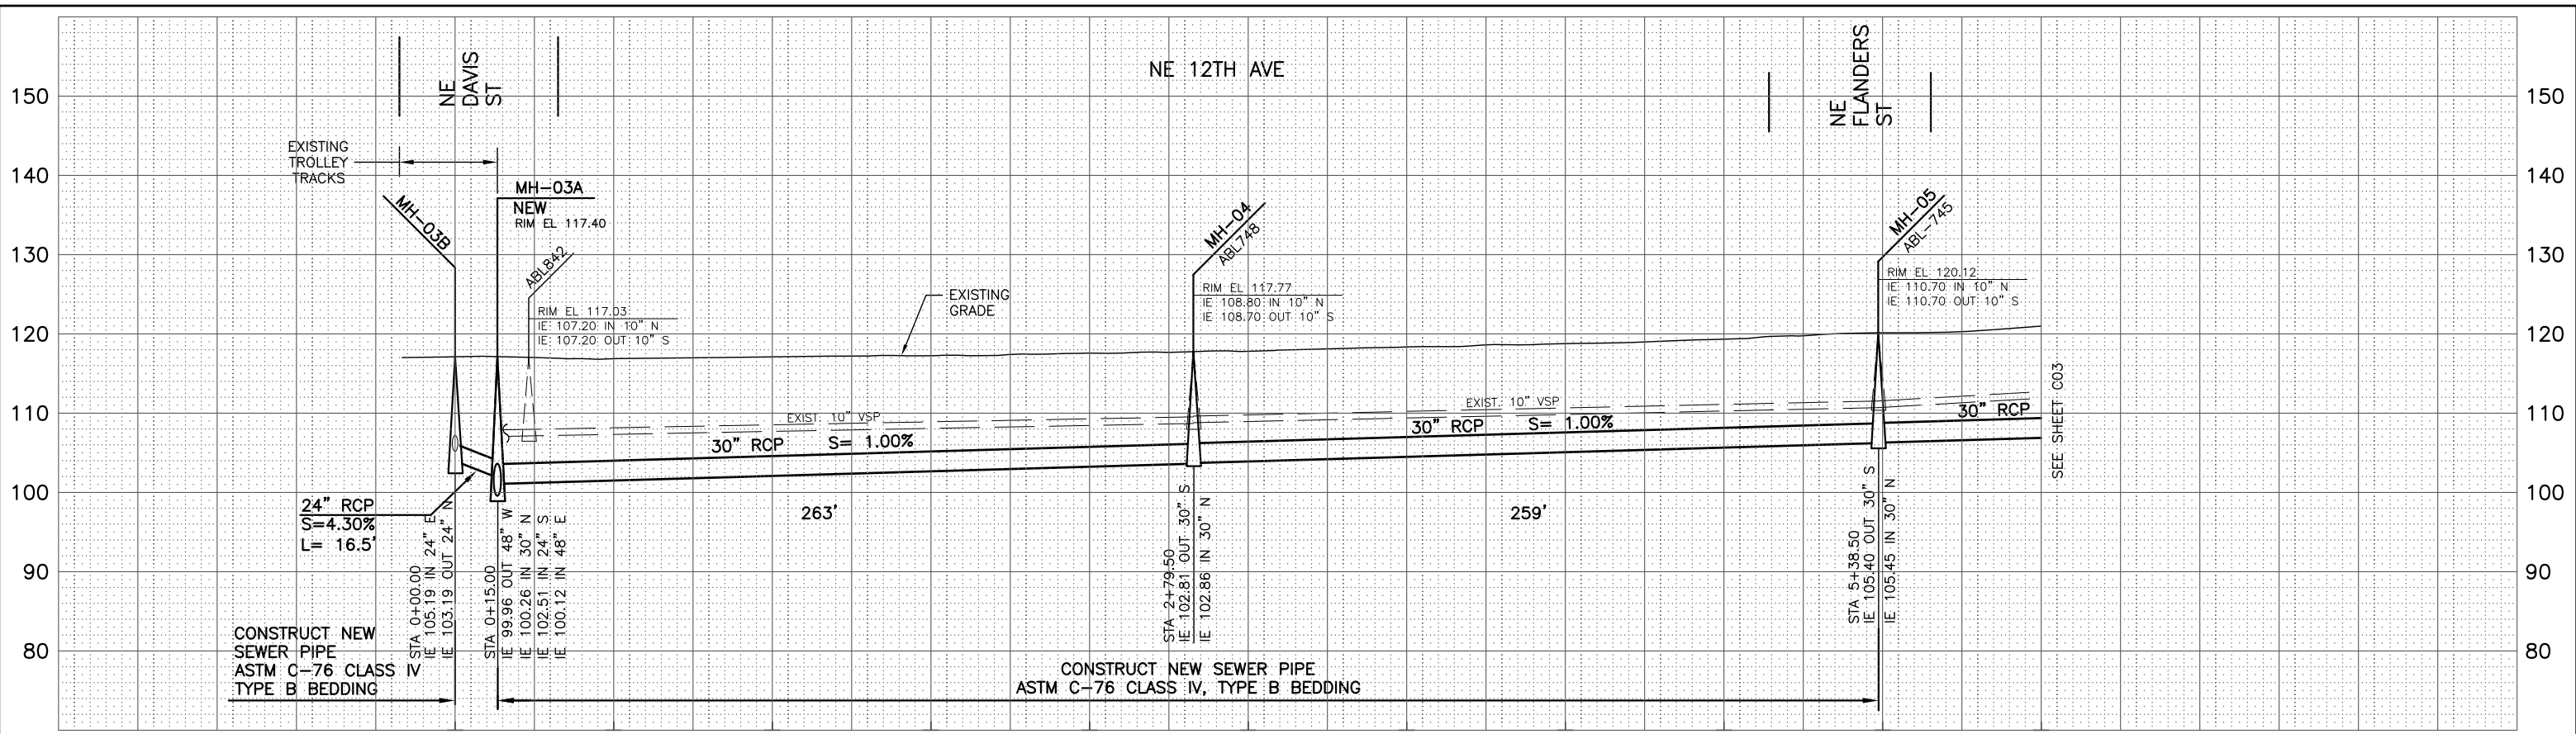 NE
DAVIS
ST
NE 12TH AVE
NE
FLANDERS
ST
150
150
EXISTING
TROLLEY
TRACKS
140
140
MH-03B
MH-03A
NEW
RIM EL 117.40
ABL842
MH-04
ABL748
MH-05
ABL-745
130
130
RIM EL 117.03
IE 107.20 IN 10" N
IE 107.20 OUT 10" S
EXISTING
GRADE
RIM EL 117.77
IE 108.80 IN 10" N
IE 108.70 OUT 10" S
RIM EL 120.12
IE 110.70 IN 10" N
IE 110.70 OUT 10" S
120
120
110
110
EXIST. 10" VSP
EXIST. 10" VSP
30" RCP S= 1.00%
30" RCP S= 1.00%
30" RCP
SEE SHEET C03
100
100
24" RCP
S=4.30%
L= 16.5'
263'
259'
STA 0+00.00
IE 105.19 IN 24" E
IE 103.19 OUT 24" N
STA 0+15.00
IE 99.96 OUT 48" W
IE 100.26 IN 30" N
IE 102.51 IN 24" S
IE 100.12 IN 48" E
STA 2+79.50
IE 102.81 OUT 30" S
IE 102.86 IN 30" N
STA 5+38.50
IE 105.40 OUT 30" S
IE 105.45 IN 30" N
90
90
80
80
CONSTRUCT NEW
SEWER PIPE
ASTM C-76 CLASS IV
TYPE B BEDDING
CONSTRUCT NEW SEWER PIPE
ASTM C-76 CLASS IV, TYPE B BEDDING